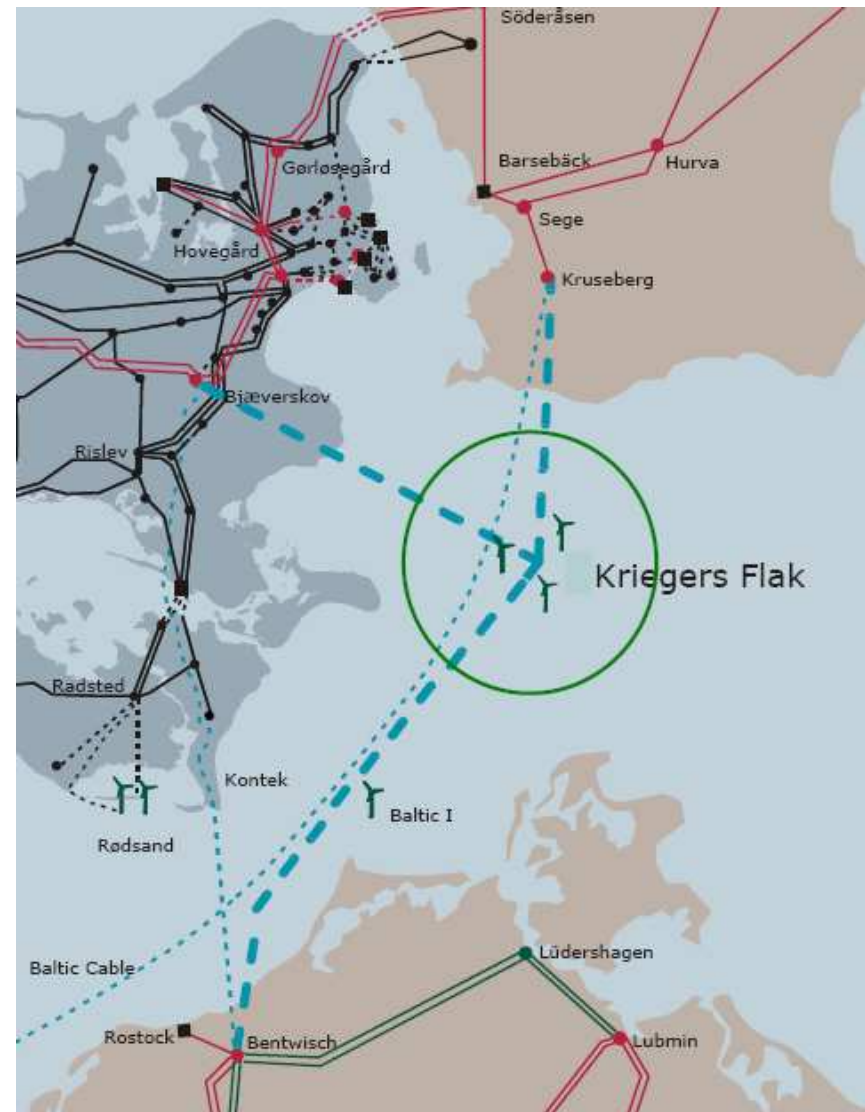 Söderåsen
Barsebäck
Hurva
Gørløsegård
Sege
Hovegård
Kruseberg
Bjæverskov
Rislev
Kriegers Flak
Radsted
Kontek
Baltic I
Rødsand
Lüdershagen
Baltic Cable
Rostock
Bentwisch
Lubmin